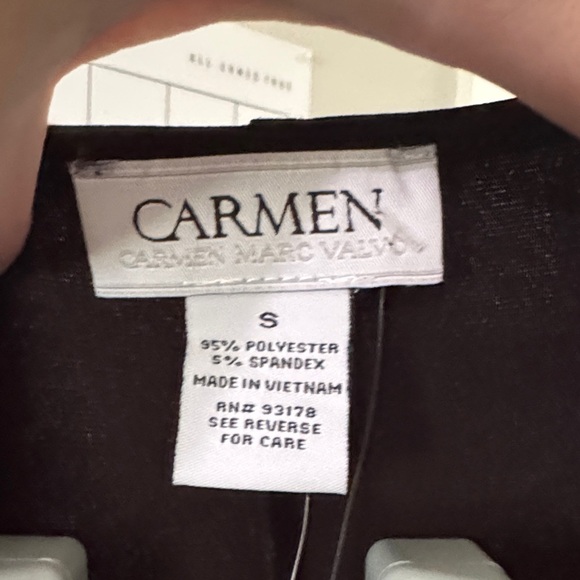 CARMEN
CARMEN MARC VALVO
S
95% POLYESTER
5% SPANDEX
MADE IN VIETNAM
RN# 93178
SEE REVERSE
FOR CARE